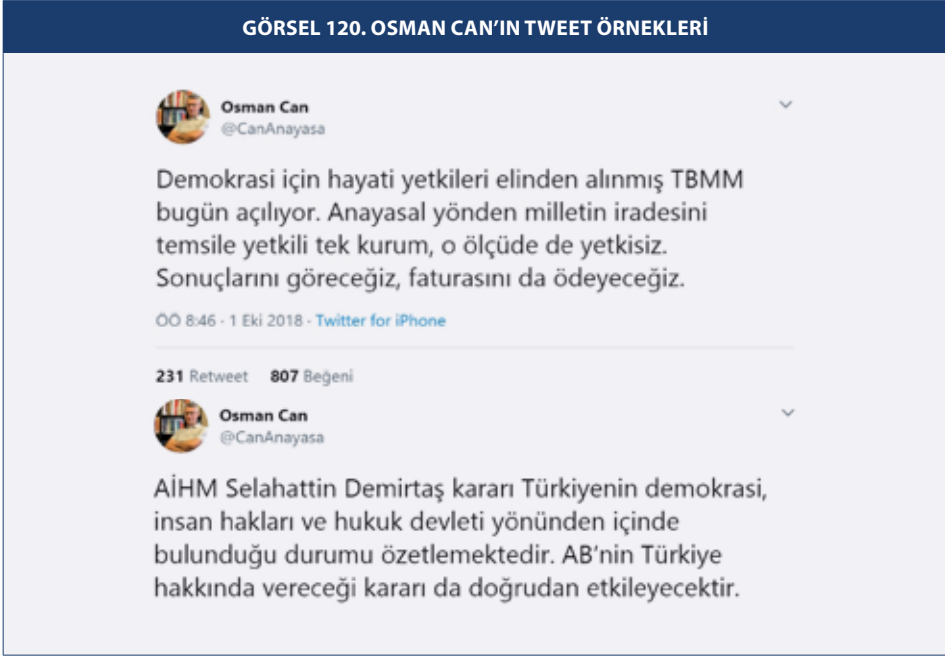 GÖRSEL 120. OSMAN CAN'IN TWEET ÖRNEKLERİ
Osman Can
@CanAnayasa
Demokrasi için hayati yetkileri elinden alınmış TBMM
bugün açılıyor. Anayasal yönden milletin iradesini
temsile yetkili tek kurum, o ölçüde de yetkisiz.
Sonuçlarını göreceğiz, faturasını da ödeyeceğiz.
ÖÖ 8:46 · 1 Eki 2018 · Twitter for iPhone
231 Retweet 807 Beğeni
Osman Can
@CanAnayasa
AİHM Selahattin Demirtaş kararı Türkiyenin demokrasi,
insan hakları ve hukuk devleti yönünden içinde
bulunduğu durumu özetlemektedir. AB'nin Türkiye
hakkında vereceği kararı da doğrudan etkileyecektir.